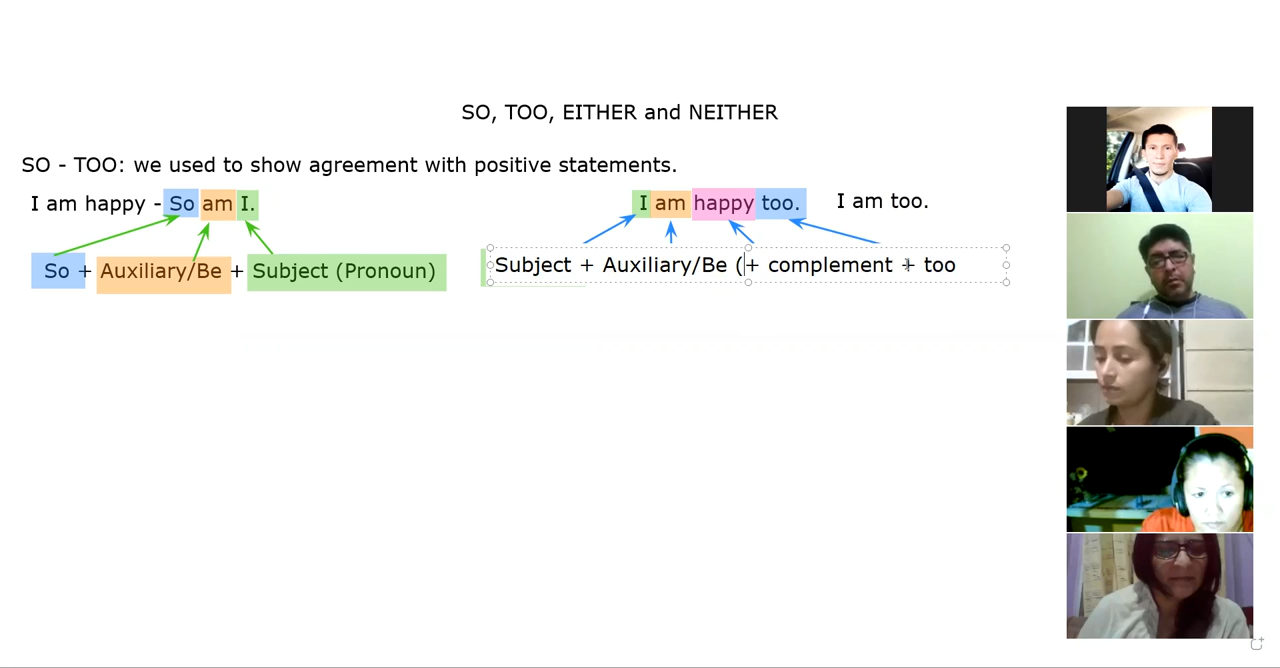 SO, TOO, EITHER and NEITHER
SO - TOO: we used to show agreement with positive statements.
I am happy - So am I.
I am happy too.
I am too.
So + Auxiliary/Be + Subject (Pronoun)
Subject + Auxiliary/Be (+ complement + too